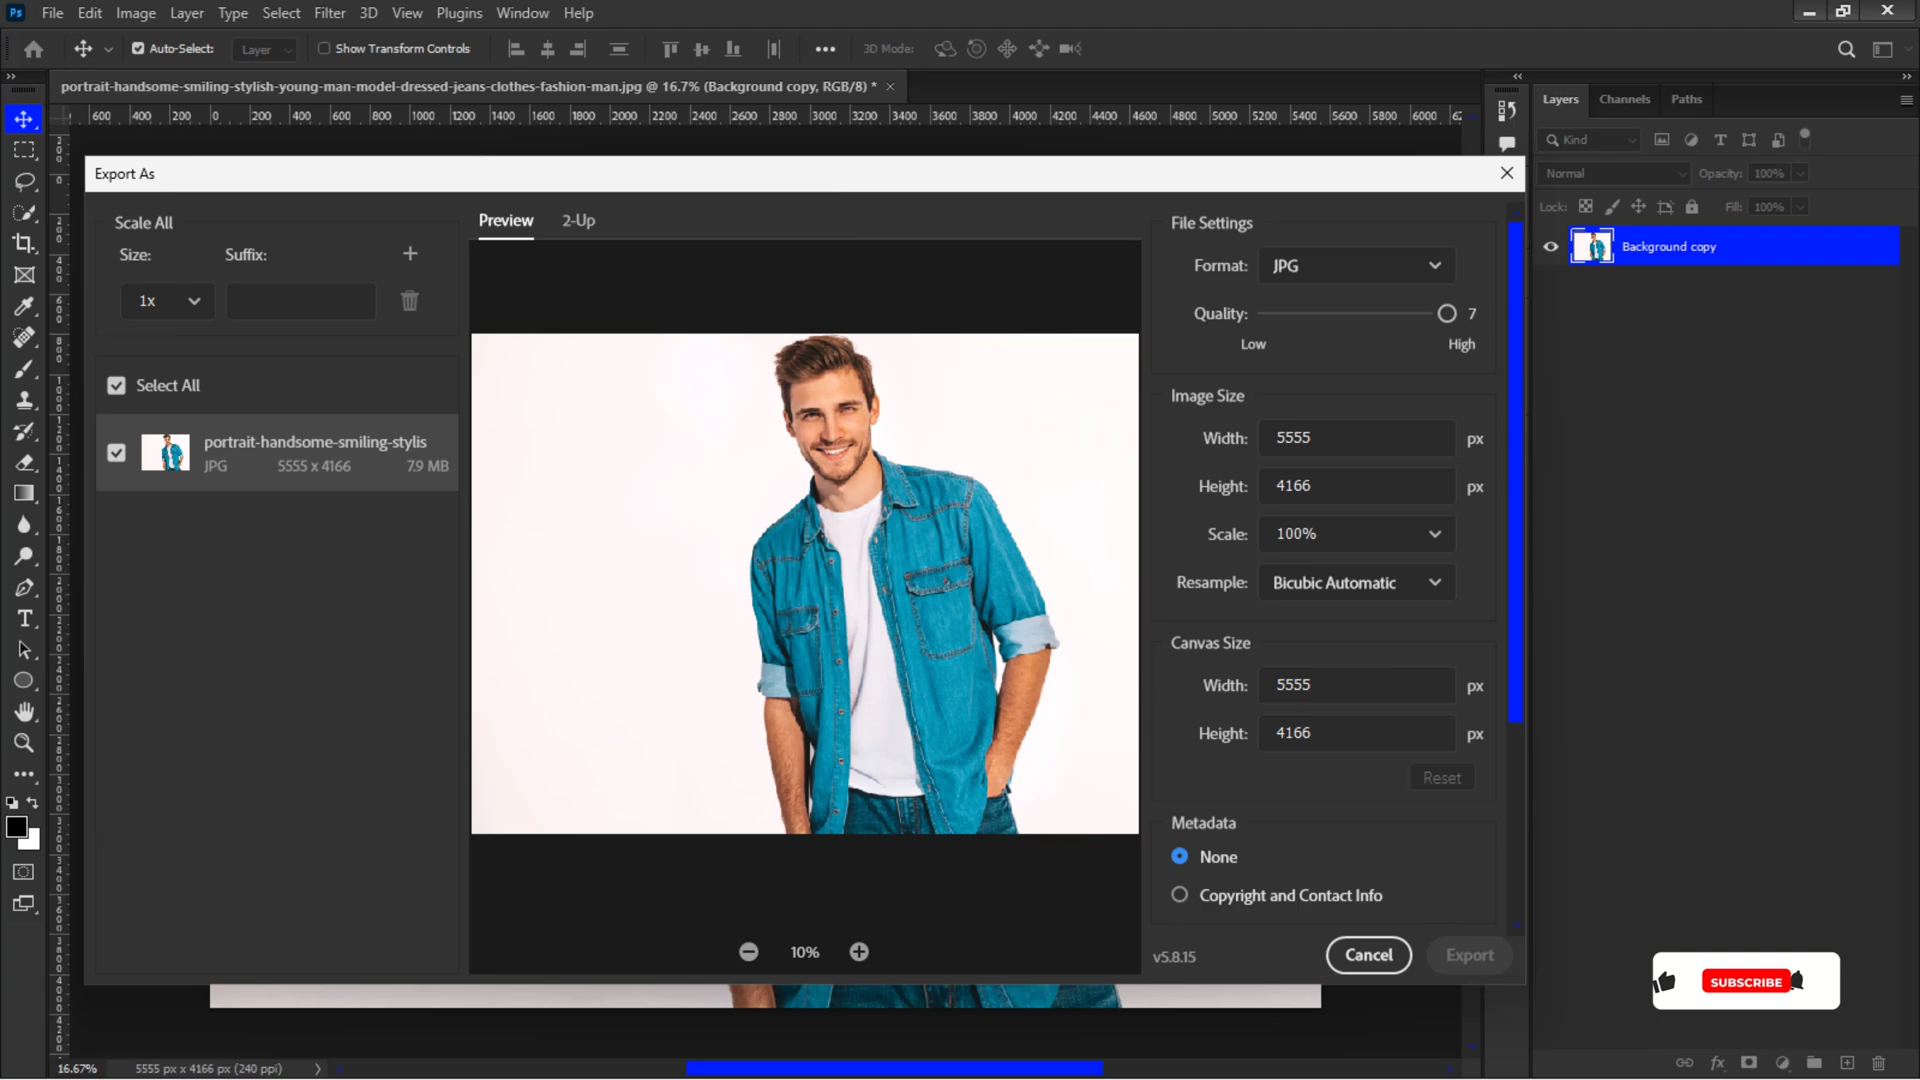 Ps File Edit Image Layer Type Select Filter 3D View Plugins Window Help
Auto-Select: Layer Show Transform Controls 3D Mode:
portrait-handsome-smiling-stylish-young-man-model-dressed-jeans-clothes-fashion-man.jpg @ 16.7% (Background copy, RGB/8) *
600 400 200 0 200 400 600 800 1000 1200 1400 1600 1800 2000 2200 2400 2600 2800 3000 3200 3400 3600 3800 4000 4200 4400 4600 4800 5000 5200 5400 5600 5800 6000
Export As
Scale All
Size: Suffix:
1x
Select All
portrait-handsome-smiling-stylis
JPG 5555 x 4166 7.9 MB
Preview 2-Up
10%
File Settings
Format: JPG
Quality: 7
Low High
Image Size
Width: 5555 px
Height: 4166 px
Scale: 100%
Resample: Bicubic Automatic
Canvas Size
Width: 5555 px
Height: 4166 px
Reset
Metadata
None
Copyright and Contact Info
v5.8.15 Cancel Export
Layers Channels Paths
Kind
Normal Opacity: 100%
Lock: Fill: 100%
Background copy
SUBSCRIBE
16.67% 5555 px x 4166 px (240 ppi)